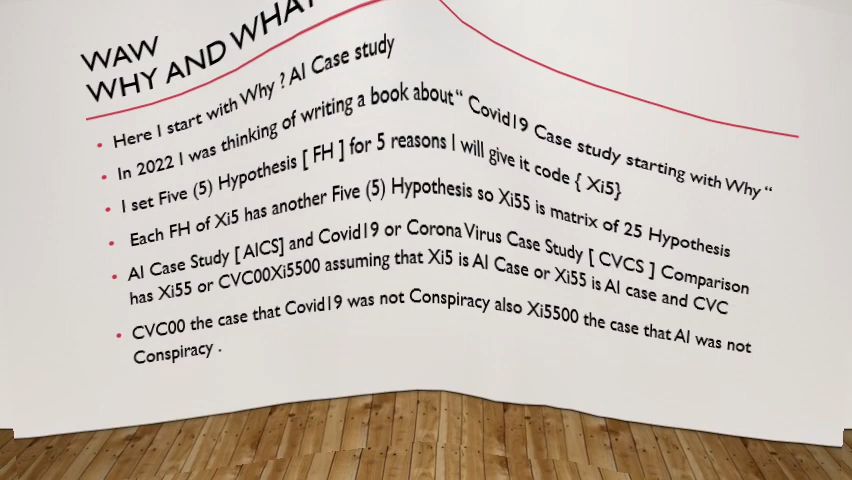 WAW
WHY AND WHAT
Here I start with Why ? AI Case study
In 2022 I was thinking of writing a book about “ Covid19 Case study starting with Why “
I set Five (5) Hypothesis [ FH ] for 5 reasons I will give it code { Xi5}
Each FH of Xi5 has another Five (5) Hypothesis so Xi55 is matrix of 25 Hypothesis
AI Case Study [ AICS] and Covid19 or Corona Virus Case Study [ CVCS ] Comparison
has Xi55 or CVC00Xi5500 assuming that Xi5 is AI Case or Xi55 is AI case and CVC
CVC00 the case that Covid19 was not Conspiracy also Xi5500 the case that AI was not
Conspiracy .